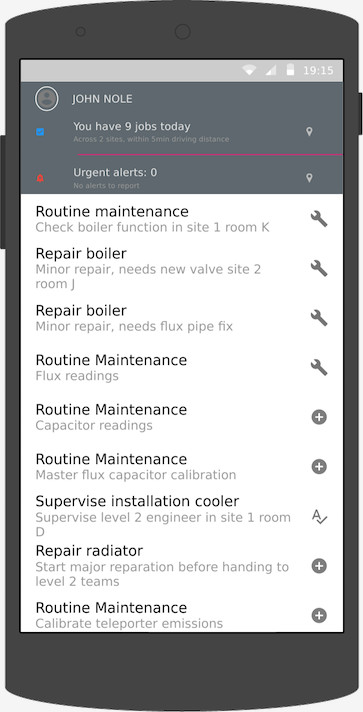 19:15
JOHN NOLE
You have 9 jobs today
Across 2 sites, within 5min driving distance
Urgent alerts: 0
No alerts to report
Routine maintenance
Check boiler function in site 1 room K
Repair boiler
Minor repair, needs new valve site 2
room J
Repair boiler
Minor repair, needs flux pipe fix
Routine Maintenance
Flux readings
Routine Maintenance
Capacitor readings
Routine Maintenance
Master flux capacitor calibration
Supervise installation cooler
Supervise level 2 engineer in site 1 room
D
Repair radiator
Start major reparation before handing to
level 2 teams
Routine Maintenance
Calibrate teleporter emissions